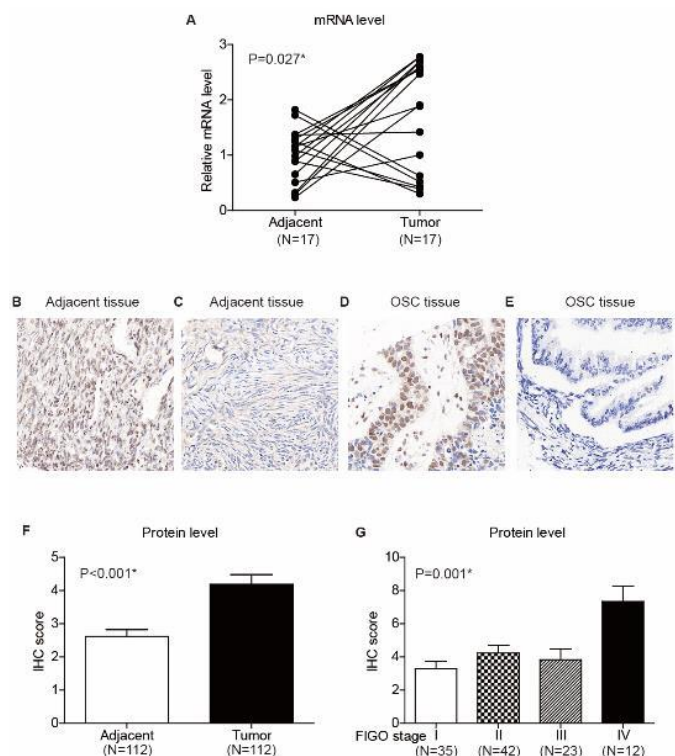 A mRNA level
P=0.027*
Relative mRNA level
3
2
1
0
Adjacent Tumor
(N=17) (N=17)
B Adjacent tissue C Adjacent tissue D OSC tissue E OSC tissue
F Protein level
P<0.001*
IHC score
5
4
3
2
1
0
Adjacent Tumor
(N=112) (N=112)
G Protein level
P=0.001*
IHC score
10
8
6
4
2
0
FIGO stage I II III IV
(N=35) (N=42) (N=23) (N=12)